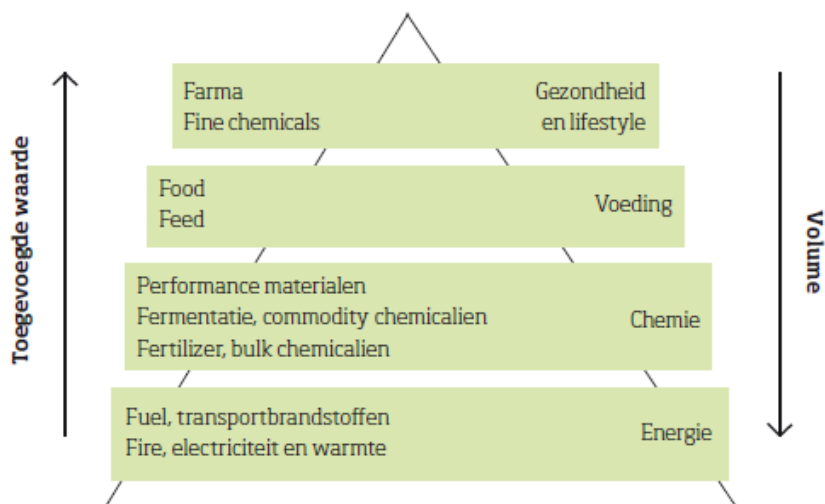 Farma
Fine chemicals
Gezondheid
en lifestyle
Food
Feed
Voeding
Performance materialen
Fermentatie, commodity chemicalien
Fertilizer, bulk chemicalien
Chemie
Fuel, transportbrandstoffen
Fire, electriciteit en warmte
Energie
Toegevoegde waarde
Volume